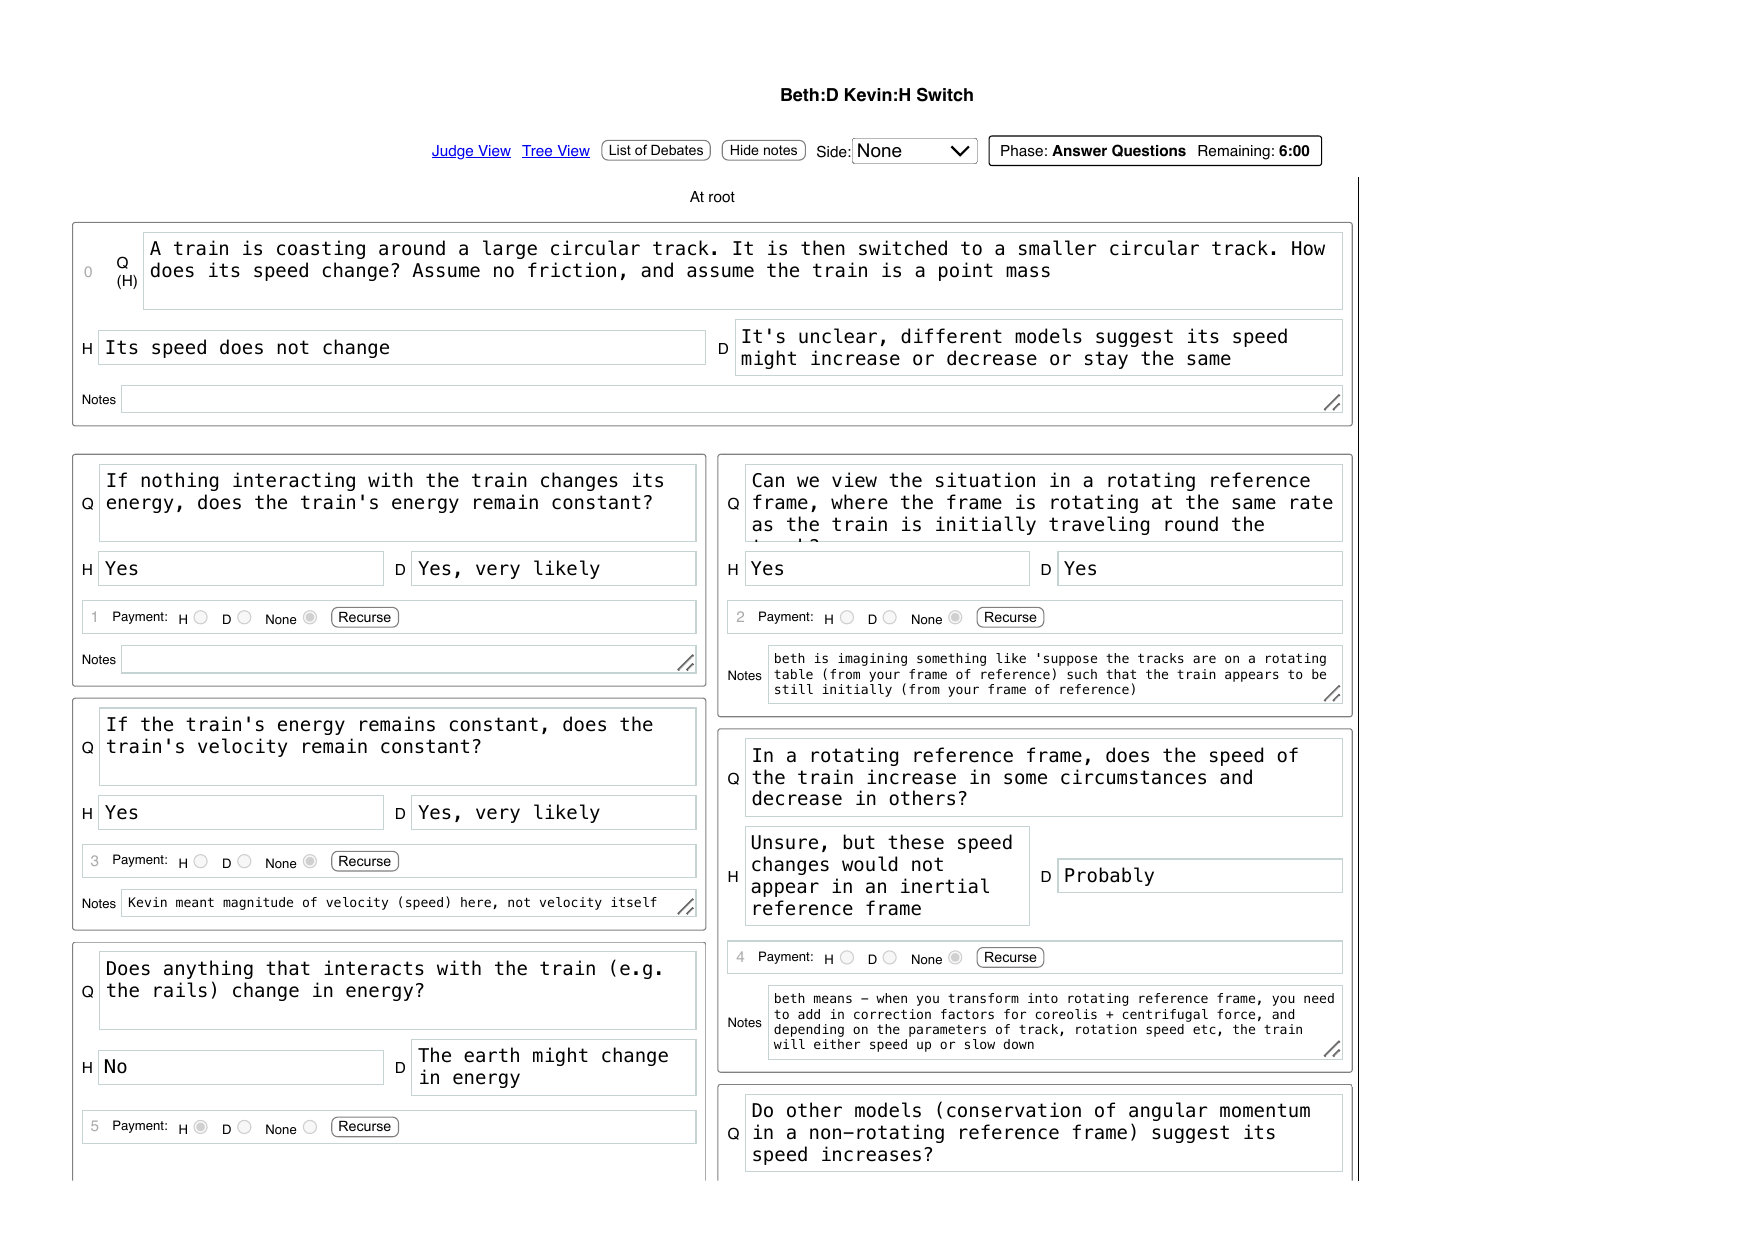 Beth:D Kevin:H Switch
Judge View Tree View List of Debates Hide notes Side: None Phase: Answer Questions Remaining: 6:00
At root
0
Q
(H)
A train is coasting around a large circular track. It is then switched to a smaller circular track. How
does its speed change? Assume no friction, and assume the train is a point mass
H Its speed does not change
D
It's unclear, different models suggest its speed
might increase or decrease or stay the same
Notes
Q
If nothing interacting with the train changes its
energy, does the train's energy remain constant?
H Yes D Yes, very likely
1 Payment: H D None Recurse
Notes
Q
If the train's energy remains constant, does the
train's velocity remain constant?
H Yes D Yes, very likely
3 Payment: H D None Recurse
Notes Kevin meant magnitude of velocity (speed) here, not velocity itself
Q
Does anything that interacts with the train (e.g.
the rails) change in energy?
H No D
The earth might change
in energy
5 Payment: H D None Recurse
Q
Can we view the situation in a rotating reference
frame, where the frame is rotating at the same rate
as the train is initially traveling round the
H Yes D Yes
2 Payment: H D None Recurse
Notes
beth is imagining something like 'suppose the tracks are on a rotating
table (from your frame of reference) such that the train appears to be
still initially (from your frame of reference)
Q
In a rotating reference frame, does the speed of
the train increase in some circumstances and
decrease in others?
H
Unsure, but these speed
changes would not
appear in an inertial
reference frame
D Probably
4 Payment: H D None Recurse
Notes
beth means – when you transform into rotating reference frame, you need
to add in correction factors for coreolis + centrifugal force, and
depending on the parameters of track, rotation speed etc, the train
will either speed up or slow down
Q
Do other models (conservation of angular momentum
in a non–rotating reference frame) suggest its
speed increases?